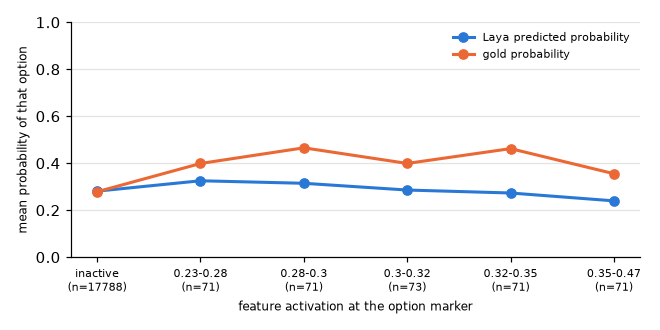 1.0
0.8
0.6
0.4
0.2
0.0
mean probability of that option
Laya predicted probability
gold probability
inactive
(n=17788)
0.23-0.28
(n=71)
0.28-0.3
(n=71)
0.3-0.32
(n=73)
0.32-0.35
(n=71)
0.35-0.47
(n=71)
feature activation at the option marker